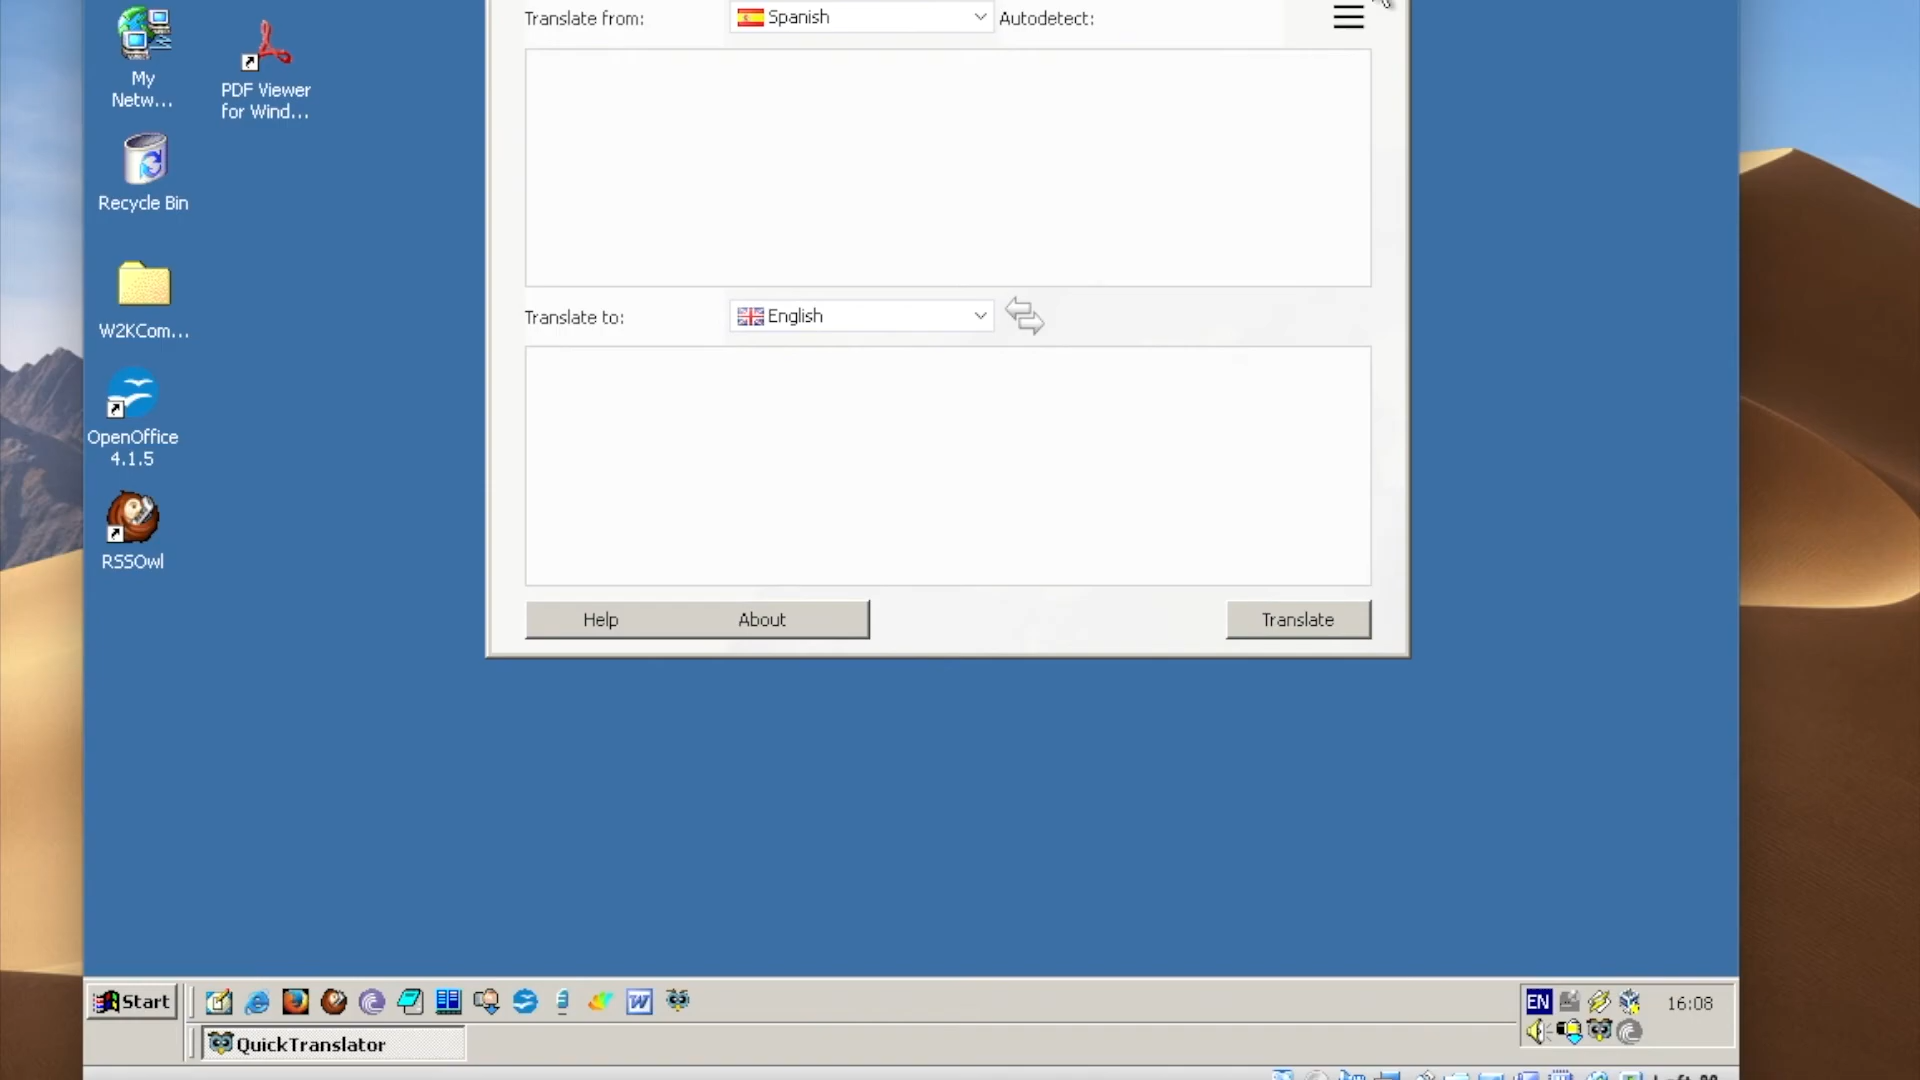 Translate from:
Spanish
Autodetect:
My
Netw...
PDF Viewer
for Wind...
Recycle Bin
Translate to:
English
W2KCom...
OpenOffice
4.1.5
RSSOwl
Help
About
Translate
Start
W
EN
16:08
QuickTranslator